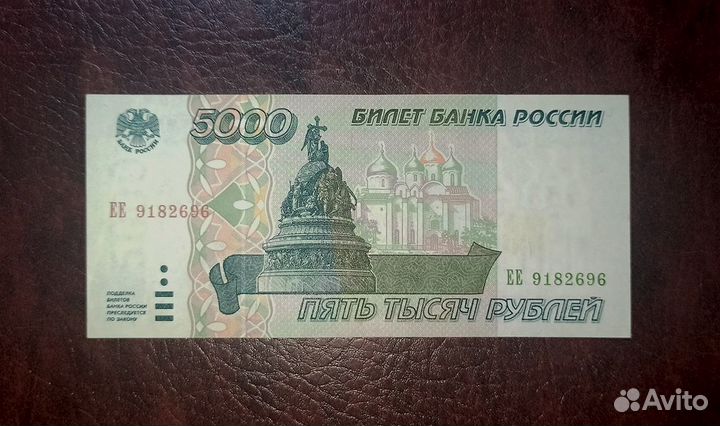 5000
БИЛЕТ БАНКА РОССИИ
БАНК РОССИИ
ЕЕ 9182696
ЕЕ 9182696
ПОДДЕЛКА
БИЛЕТОВ
БАНКА РОССИИ
ПРЕСЛЕДУЕТСЯ
ПО ЗАКОНУ
ПЯТЬ ТЫСЯЧ РУБЛЕЙ
Avito